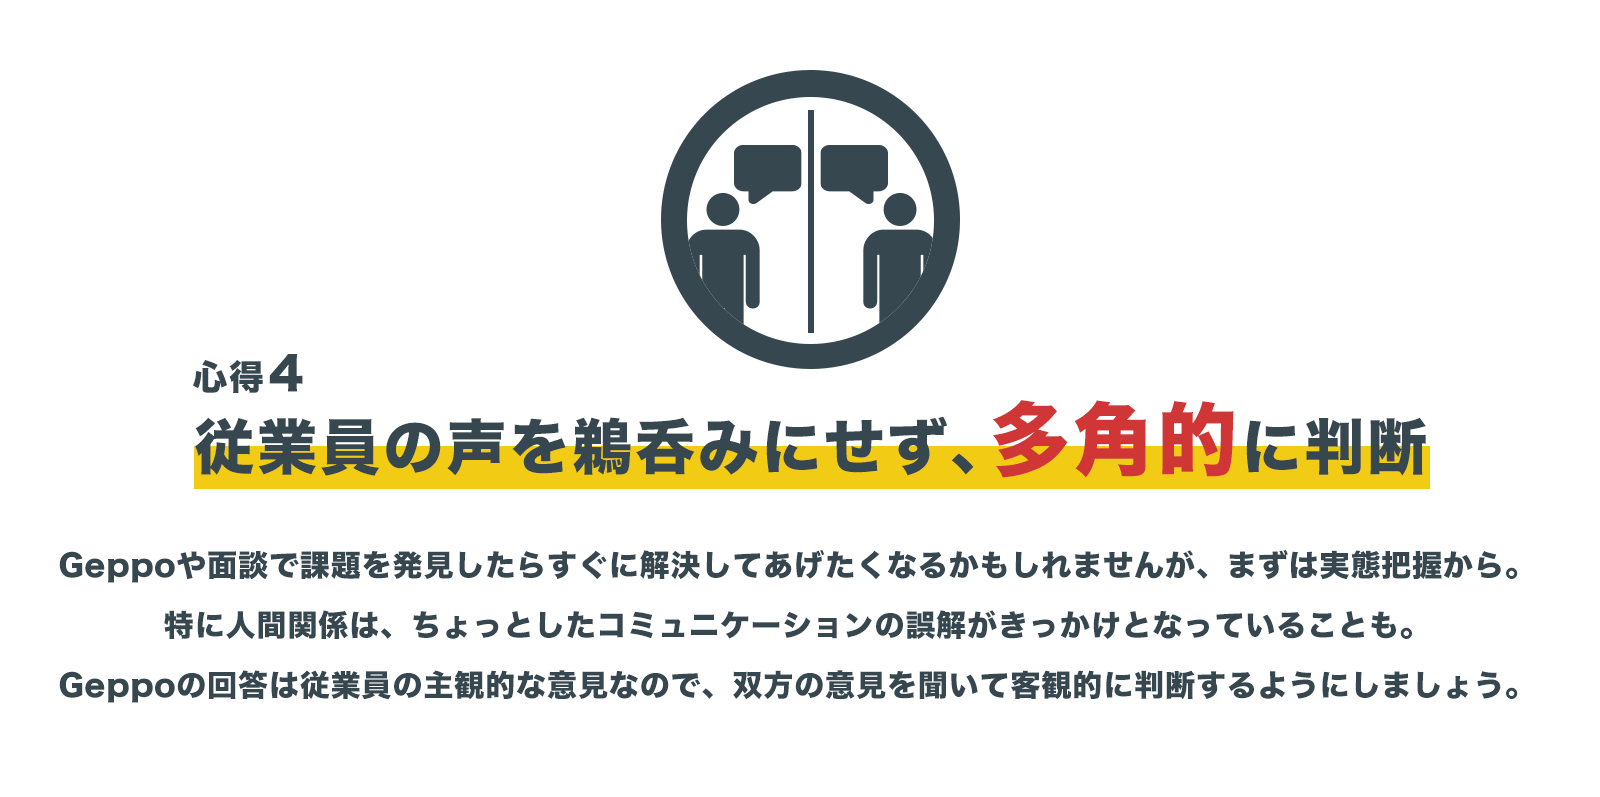 心得4
従業員の声を鵜呑みにせず、多角的に判断
Geppoや面談で課題を発見したらすぐに解決してあげたくなるかもしれませんが、まずは実態把握から。
特に人間関係は、ちょっとしたコミュニケーションの誤解がきっかけとなっていることも。
Geppoの回答は従業員の主観的な意見なので、双方の意見を聞いて客観的に判断するようにしましょう。